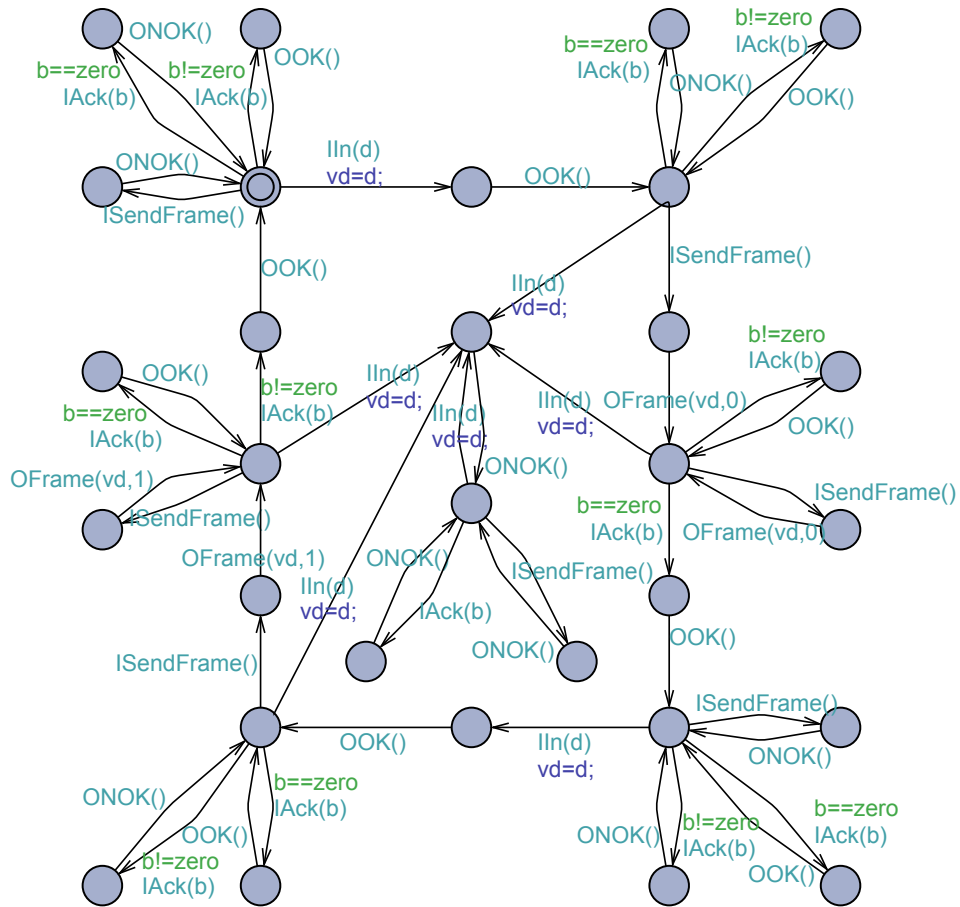 ONOK()
b!=zero
b==zero
IAck(b)
OOK()
b==zero
IAck(b)
b!=zero
IAck(b)
ONOK()
b!=zero
IAck(b)
OOK()
ONOK()
IIn(d)
vd=d;
OOK()
ISendFrame()
OOK()
ISendFrame()
IIn(d)
vd=d;
b!=zero
IAck(b)
OOK()
b==zero
IAck(b)
b!=zero
IAck(b)
IIn(d)
vd=d;
IIn(d)
vd=d;
IIn(d)
vd=d;
OFrame(vd,0)
OOK()
OFrame(vd,1)
ISendFrame()
ONOK()
b==zero
IAck(b)
ISendFrame()
OFrame(vd,0)
OFrame(vd,1)
IIn(d)
vd=d;
ONOK()
IAck(b)
ISendFrame()
ONOK()
OOK()
ISendFrame()
OOK()
IIn(d)
vd=d;
ISendFrame()
ONOK()
ONOK()
OOK()
b!=zero
IAck(b)
b==zero
IAck(b)
ONOK()
b!=zero
IAck(b)
b==zero
IAck(b)
OOK()